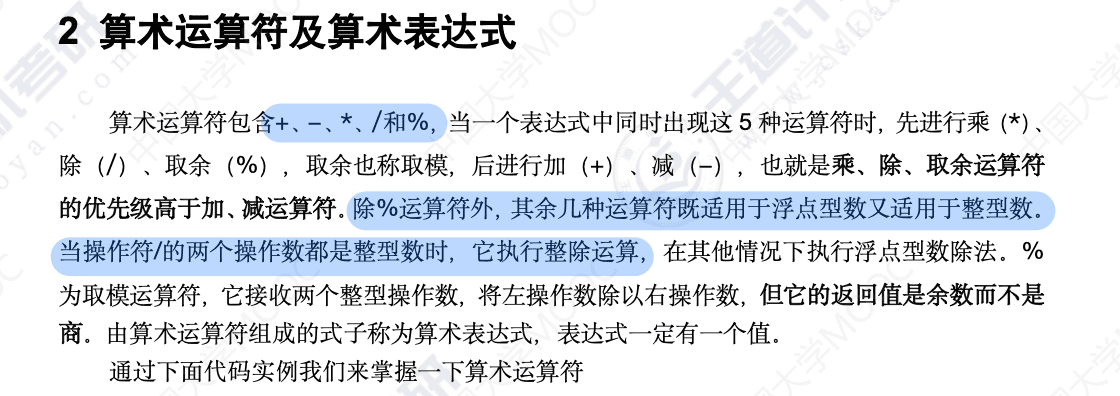 2 算术运算符及算术表达式
算术运算符包含+、−、*、/和%，当一个表达式中同时出现这 5 种运算符时，先进行乘（*）、
除（/）、取余（%），取余也称取模，后进行加（+）、减（−），也就是乘、除、取余运算符
的优先级高于加、减运算符。除%运算符外，其余几种运算符既适用于浮点型数又适用于整型数。
当操作符/的两个操作数都是整型数时，它执行整除运算，在其他情况下执行浮点型数除法。%
为取模运算符，它接收两个整型操作数，将左操作数除以右操作数，但它的返回值是余数而不是
商。由算术运算符组成的式子称为算术表达式，表达式一定有一个值。
通过下面代码实例我们来掌握一下算术运算符